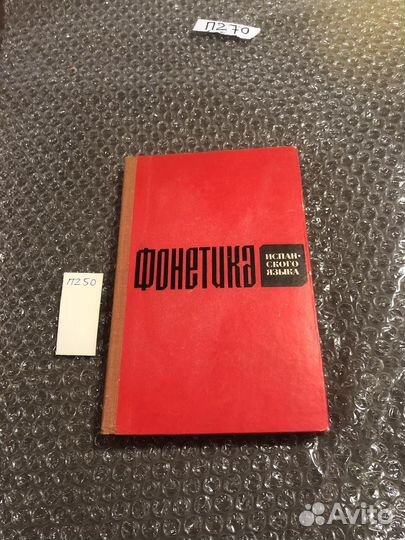 П270
ФОНЕТИКА
ИСПАН-
СКОГО
ЯЗЫКА
П250
Avito